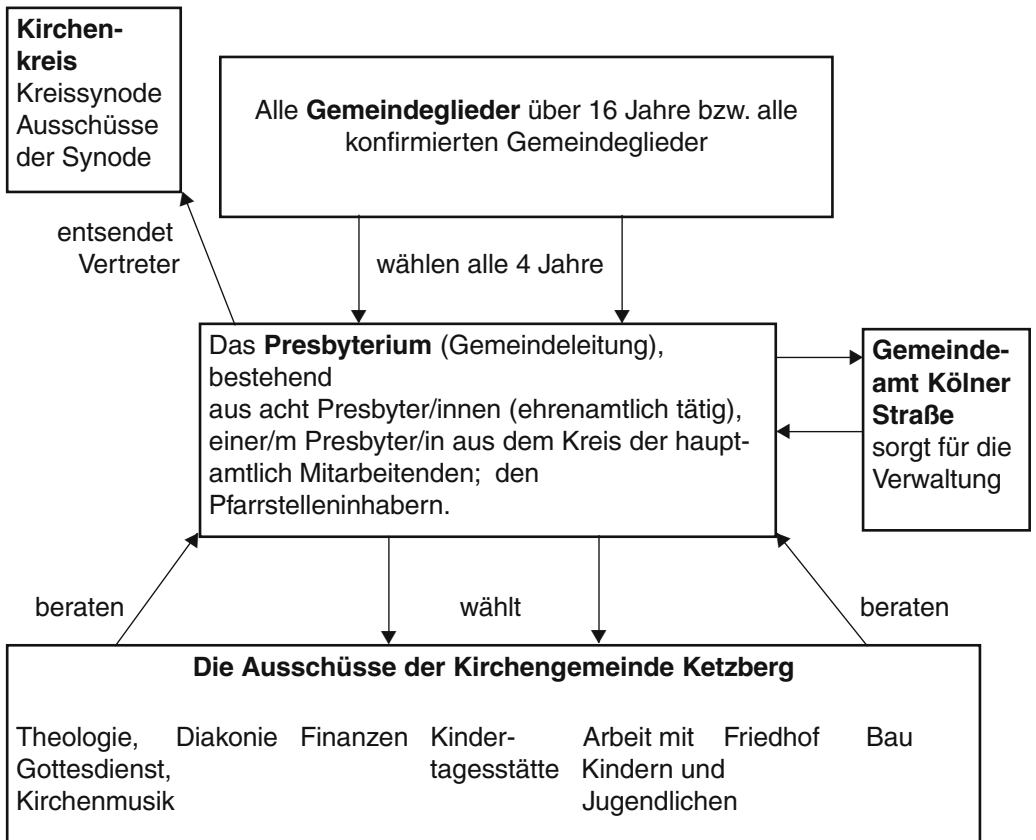 Kirchen-
kreis
Kreissynode
Ausschüsse
der Synode
Alle Gemeindeglieder über 16 Jahre bzw. alle
konfirmierten Gemeindeglieder
entsendet
Vertreter
wählen alle 4 Jahre
Das Presbyterium (Gemeindeleitung),
bestehend
aus acht Presbyter/innen (ehrenamtlich tätig),
einer/m Presbyter/in aus dem Kreis der haupt-
amtlich Mitarbeitenden; den
Pfarrstelleninhabern.
Gemeinde-
amt Kölner
Straße
sorgt für die
Verwaltung
beraten
wählt
beraten
Die Ausschüsse der Kirchengemeinde Ketzberg
Theologie,
Gottesdienst,
Kirchenmusik
Diakonie
Finanzen
Kinder-
tagesstätte
Arbeit mit
Kindern und
Jugendlichen
Friedhof
Bau